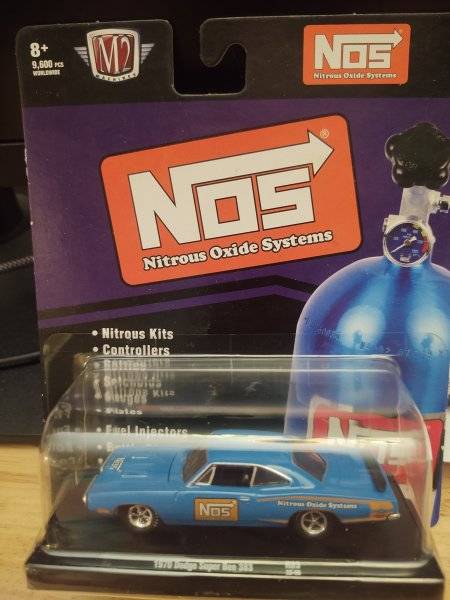 8+
9,600 PCS
WORLDWIDE
M2
MACHINES
NOS
Nitrous Oxide Systems
NOS®
Nitrous Oxide Systems
• Nitrous Kits
• Controllers
Plates
• Fuel Injectors
NOS
NOS
Nitrous Oxide Systems
1970 Dodge Super Bee 383